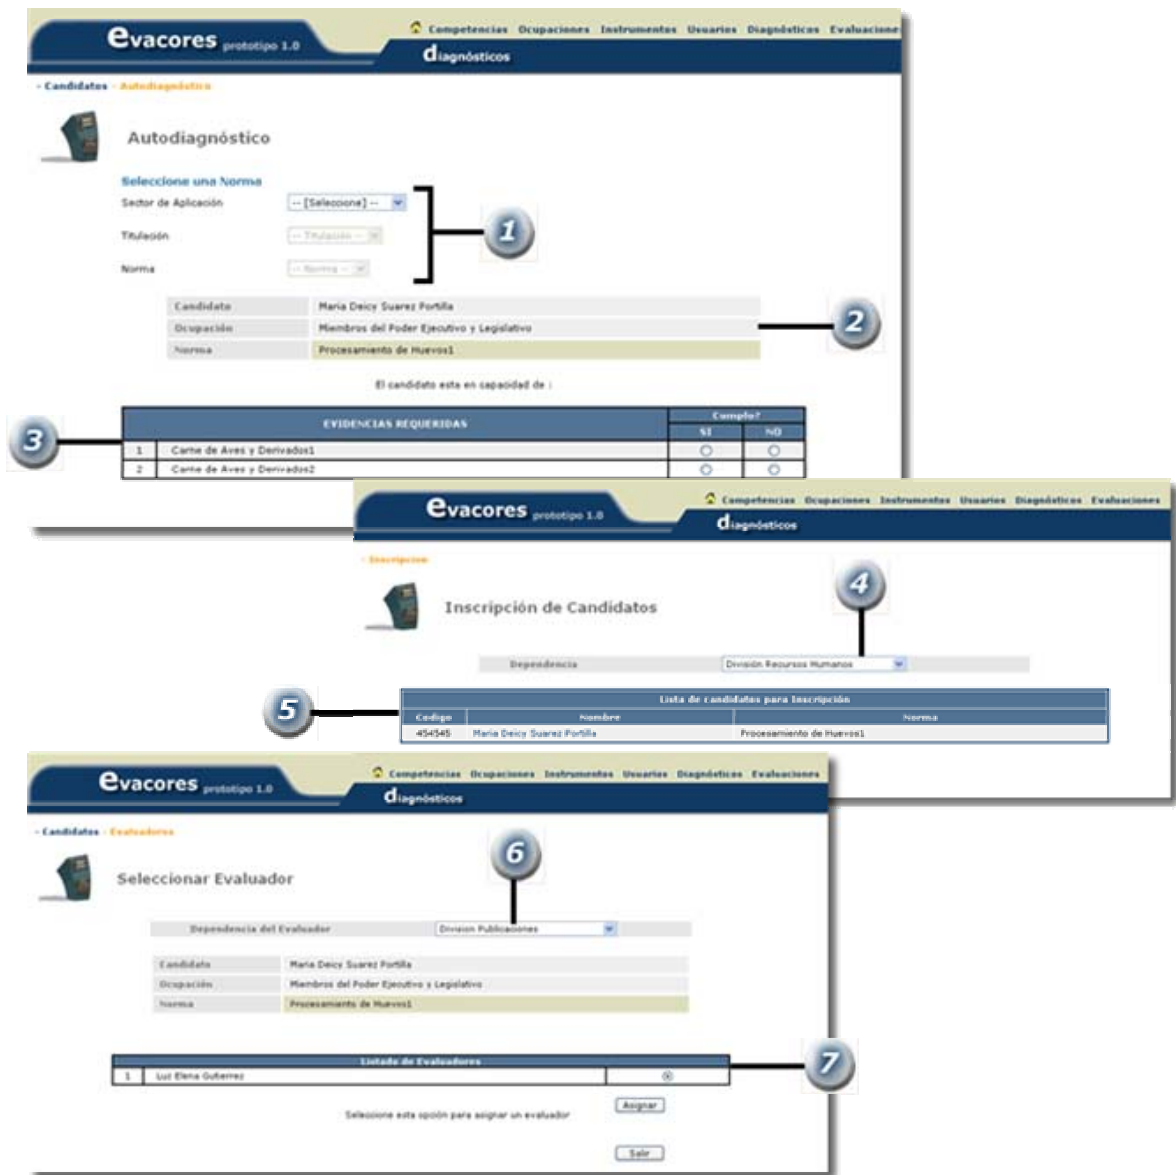 evacores prototipo 1.0
Competencias Ocupaciones Instrumentos Usuarios Diagnósticos Evaluaciones
diagnósticos
- Candidatos - Autodiagnóstico
Autodiagnóstico
Seleccione una Norma
Sector de Aplicación -- [Seleccione] --
1
Titulación -- Titulación --
Norma -- Norma --
Candidato Maria Deicy Suarez Portilla
Ocupación Miembros del Poder Ejecutivo y Legislativo
2
Norma Procesamiento de Huevos1
El candidato esta en capacidad de :
3
EVIDENCIAS REQUERIDAS Cumple?
SI NO
1 Carne de Aves y Derivados1
2 Carne de Aves y Derivados2
evacores prototipo 1.0
Competencias Ocupaciones Instrumentos Usuarios Diagnósticos Evaluaciones
diagnósticos
- Inscripcion
4
Inscripción de Candidatos
Dependencia División Recursos Humanos
5
Lista de candidatos para Inscripción
Codigo Nombre Norma
454545 Maria Deicy Suarez Portilla Procesamiento de Huevos1
evacores prototipo 1.0
Competencias Ocupaciones Instrumentos Usuarios Diagnósticos Evaluaciones
diagnósticos
- Candidatos - Evaluadores
6
Seleccionar Evaluador
Dependencia del Evaluador Division Publicaciones
Candidato Maria Deicy Suarez Portilla
Ocupación Miembros del Poder Ejecutivo y Legislativo
Norma Procesamiento de Huevos1
Listado de Evaluadores
7
1 Luz Elena Gutierrez
Seleccione esta opción para asignar un evaluador Asignar
Salir